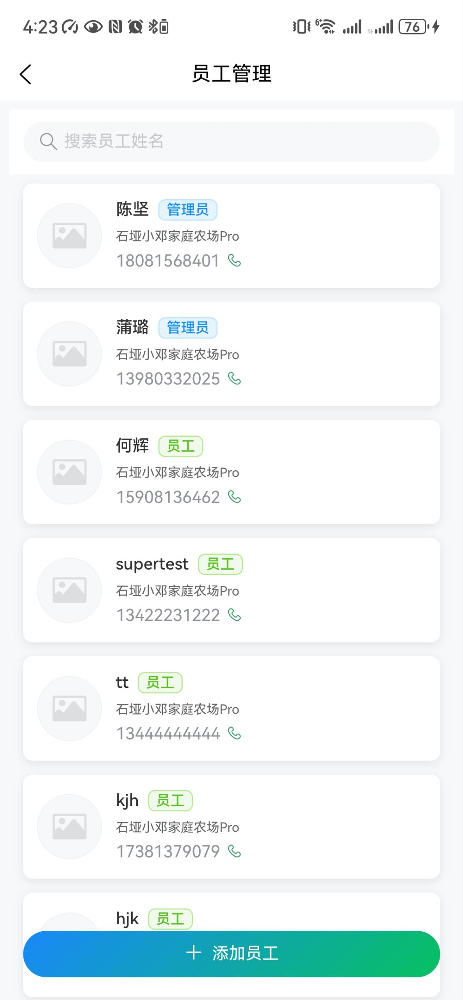 4:23 6+ 76
员工管理
搜索员工姓名
陈坚 管理员
石垭小邓家庭农场Pro
18081568401
蒲璐 管理员
石垭小邓家庭农场Pro
13980332025
何辉 员工
石垭小邓家庭农场Pro
15908136462
supertest 员工
石垭小邓家庭农场Pro
13422231222
tt 员工
石垭小邓家庭农场Pro
13444444444
kjh 员工
石垭小邓家庭农场Pro
17381379079
hjk 员工
添加员工